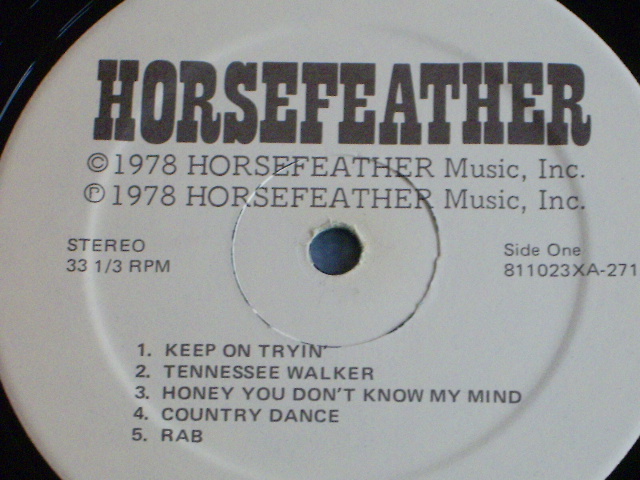 HORSEFEATHER
©1978 HORSEFEATHER Music, Inc.
℗1978 HORSEFEATHER Music, Inc.
STEREO
33 1/3 RPM
Side One
811023XA-271
1. KEEP ON TRYIN'
2. TENNESSEE WALKER
3. HONEY YOU DON'T KNOW MY MIND
4. COUNTRY DANCE
5. RAB